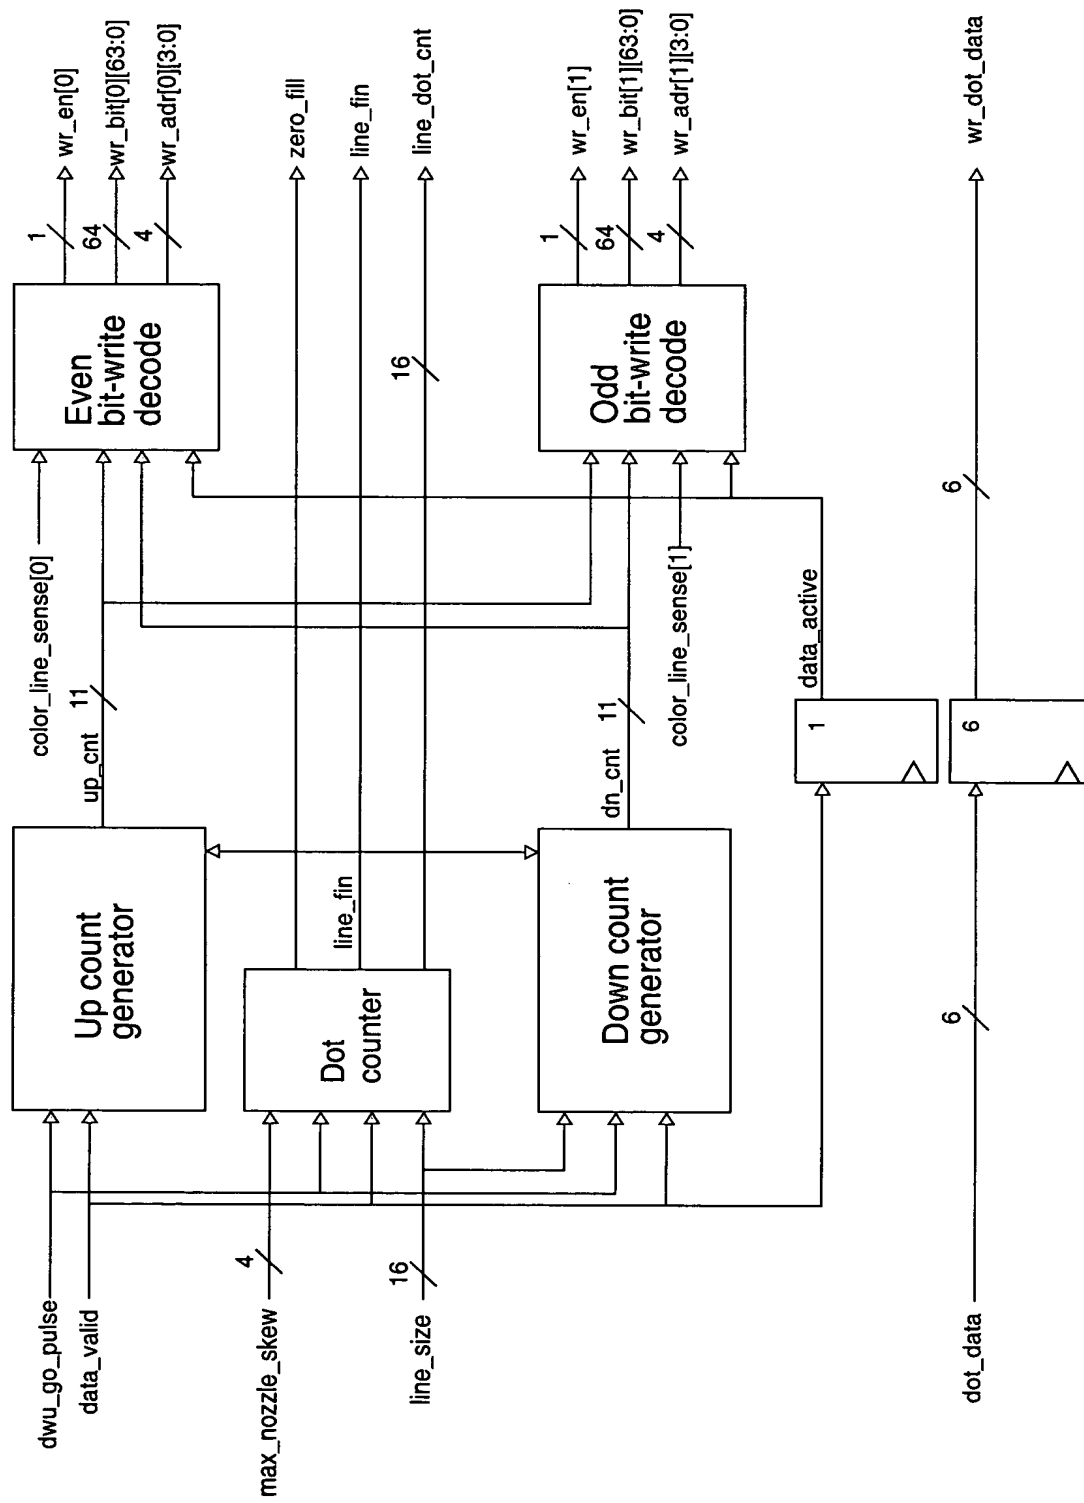 dwu_go_pulse
data_valid
max_nozzle_skew
4
line_size
16
dot_data
6
Up count
generator
Dot
counter
Down count
generator
up_cnt
11
line_fin
dn_cnt
11
1
6
color_line_sense[0]
color_line_sense[1]
data_active
Even
bit-write
decode
Odd
bit-write
decode
16
6
1
64
4
1
64
4
wr_en[0]
wr_bit[0][63:0]
wr_adr[0][3:0]
zero_fill
line_fin
line_dot_cnt
wr_en[1]
wr_bit[1][63:0]
wr_adr[1][3:0]
wr_dot_data